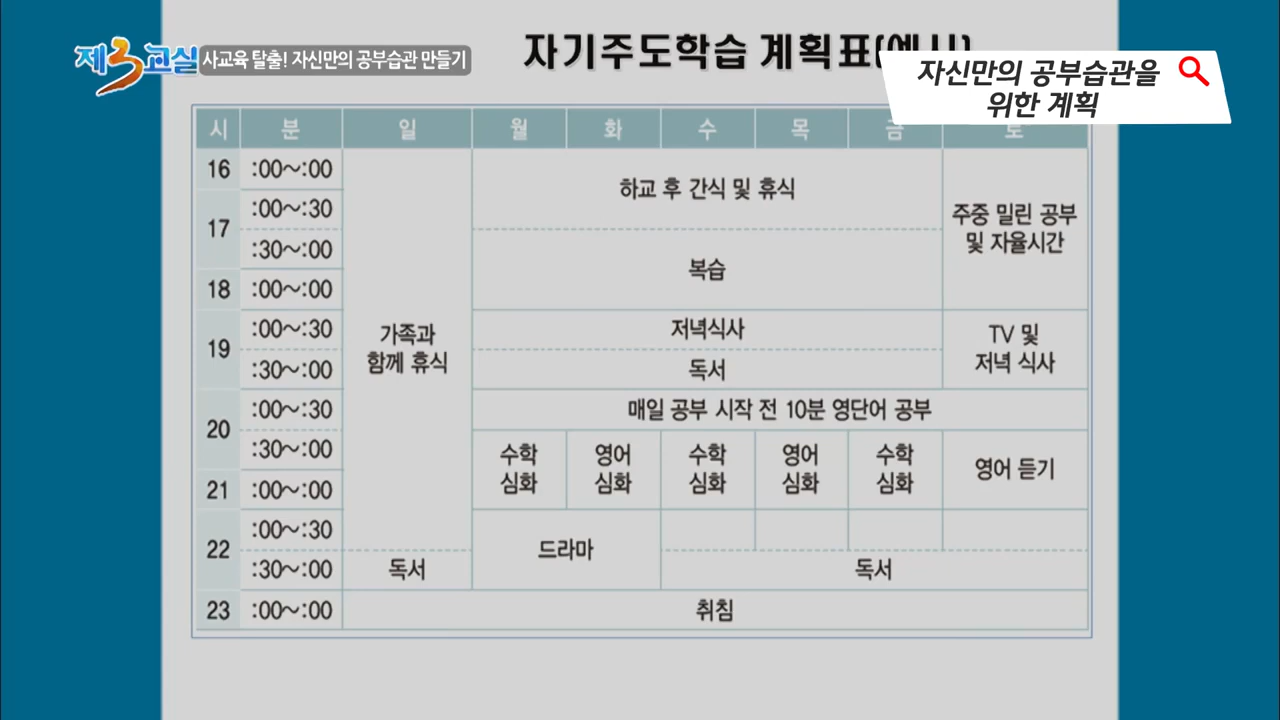 제3교실
사교육 탈출! 자신만의 공부습관 만들기
자기주도학습 계획표(예시)
자신만의 공부습관을
위한 계획
시 분 일 월 화 수 목 금 토
16 :00~:00
하교 후 간식 및 휴식
17 :00~:30
주중 밀린 공부
및 자율시간
:30~:00
복습
18 :00~:00
19 :00~:30
가족과
함께 휴식
저녁식사
TV 및
저녁 식사
:30~:00
독서
20 :00~:30
매일 공부 시작 전 10분 영단어 공부
:30~:00
수학
심화
영어
심화
수학
심화
영어
심화
수학
심화
영어 듣기
21 :00~:00
22 :00~:30
드라마
:30~:00
독서
독서
23 :00~:00
취침